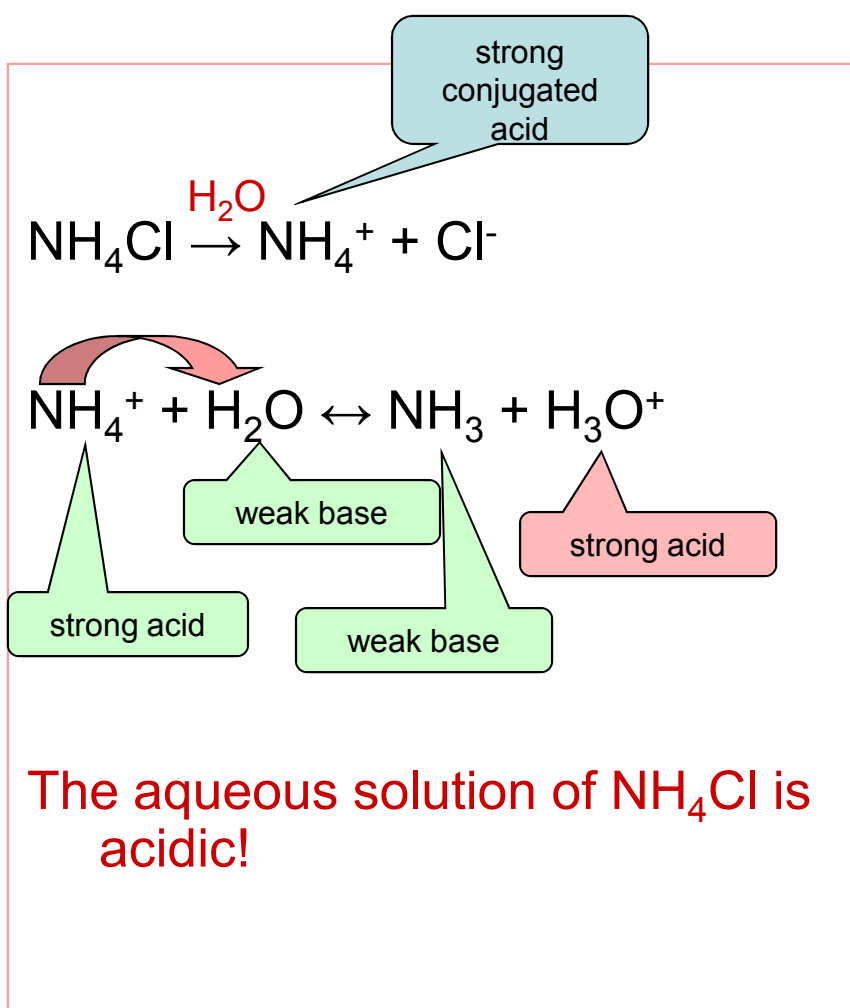 strong
conjugated
acid
H₂O
NH₄Cl → NH₄⁺ + Cl⁻
NH₄⁺ + H₂O ↔ NH₃ + H₃O⁺
weak base
strong acid
strong acid
weak base
The aqueous solution of NH₄Cl is
acidic!